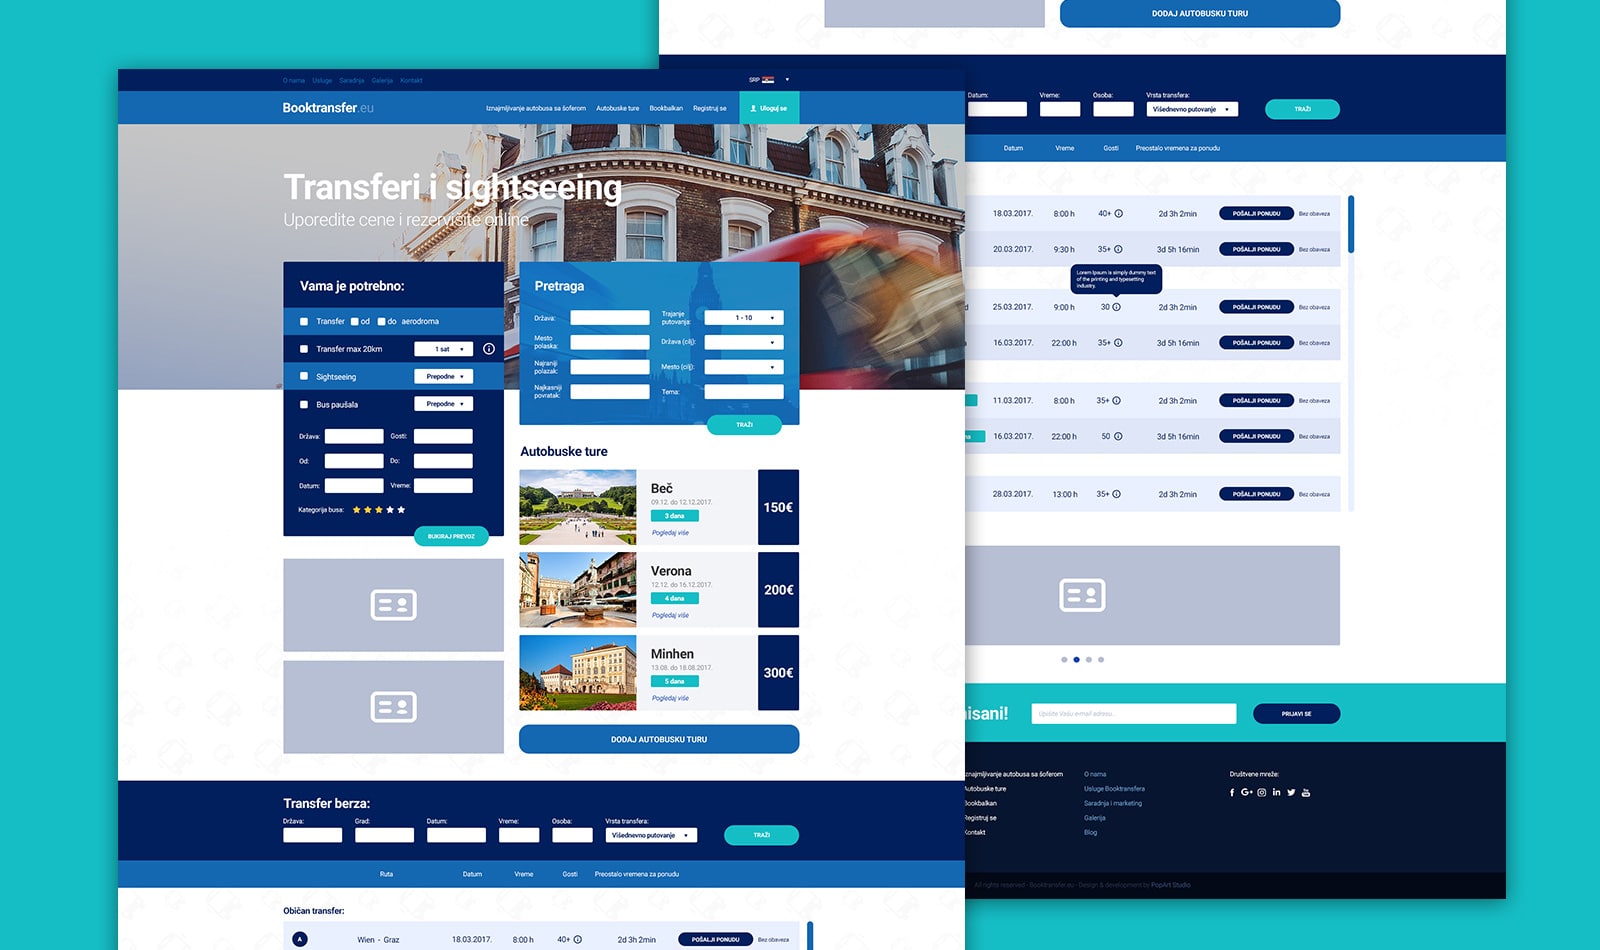 O nama Usluge Saradnja Galerija Kontakt
SRP
Booktransfer.eu
Iznajmljivanje autobusa sa šoferom Autobuske ture Bookbalkan Registruj se Uloguj se
Transferi i sightseeing
Uporedite cene i rezervišite online
Vama je potrebno:
Transfer od do aerodroma
Transfer max 20km 1 sat
Sightseeing Prepodne
Bus paušala Prepodne
Država: Gosti:
Od: Do:
Datum: Vreme:
Kategorija busa:
BUKIRAJ PREVOZ
Pretraga
Država: Trajanje putovanja: 1 - 10
Mesto polaska: Država (cilj):
Najraniji polazak: Mesto (cilj):
Najkasniji povratak: Tema:
TRAŽI
Autobuske ture
Beč
09.12. do 12.12.2017.
3 dana
Pogledaj više
150€
Verona
12.12. do 16.12.2017.
4 dana
Pogledaj više
200€
Minhen
13.08. do 18.08.2017.
5 dana
Pogledaj više
300€
DODAJ AUTOBUSKU TURU
Transfer berza:
Država: Grad: Datum: Vreme: Osoba: Vrsta transfera:
Višednevno putovanje TRAŽI
Ruta Datum Vreme Gosti Preostalo vremena za ponudu
Običan transfer:
A Wien - Graz 18.03.2017. 8:00 h 40+ 2d 3h 2min POŠALJI PONUDU Bez obaveza
DODAJ AUTOBUSKU TURU
Datum: Vreme: Osoba: Vrsta transfera:
Višednevno putovanje TRAŽI
Datum Vreme Gosti Preostalo vremena za ponudu
18.03.2017. 8:00 h 40+ 2d 3h 2min POŠALJI PONUDU Bez obaveza
20.03.2017. 9:30 h 35+ 3d 5h 16min POŠALJI PONUDU Bez obaveza
Lorem Ipsum is simply dummy text
of the printing and typesetting
industry.
d 25.03.2017. 9:00 h 30 2d 3h 2min POŠALJI PONUDU Bez obaveza
16.03.2017. 22:00 h 35+ 3d 5h 16min POŠALJI PONUDU Bez obaveza
11.03.2017. 8:00 h 35+ 2d 3h 2min POŠALJI PONUDU Bez obaveza
na 16.03.2017. 22:00 h 50 3d 5h 16min POŠALJI PONUDU Bez obaveza
28.03.2017. 13:00 h 35+ 2d 3h 2min POŠALJI PONUDU Bez obaveza
nisani! Upišite Vašu e-mail adresu... PRIJAVI SE
znajmljivanje autobusa sa šoferom
Autobuske ture
Bookbalkan
Registruj se
Kontakt
O nama
Usluge Booktransfera
Saradnja i marketing
Galerija
Blog
Društvene mreže:
All rights reserved - Booktransfer.eu - Design & development by PopArt Studio